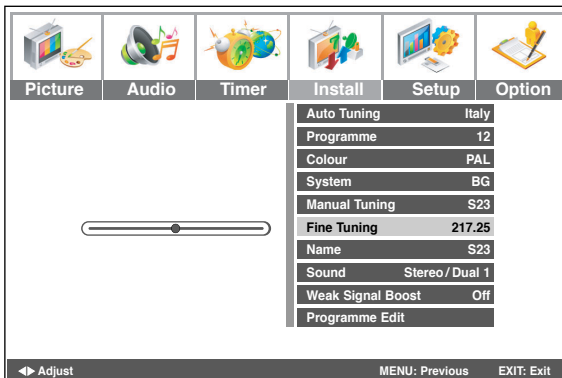 Picture Audio Timer Install Setup Option
Auto Tuning Italy
Programme 12
Colour PAL
System BG
Manual Tuning S23
Fine Tuning 217.25
Name S23
Sound Stereo/Dual 1
Weak Signal Boost Off
Programme Edit
◀▶ Adjust MENU: Previous EXIT: Exit